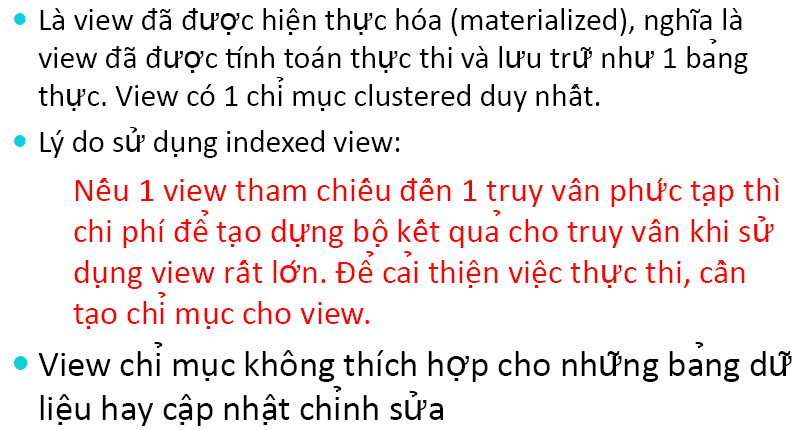 • Là view đã được hiện thực hóa (materialized), nghĩa là
view đã được tính toán thực thi và lưu trữ như 1 bảng
thực. View có 1 chỉ mục clustered duy nhất.
• Lý do sử dụng indexed view:
Nếu 1 view tham chiếu đến 1 truy vấn phức tạp thì
chi phí để tạo dựng bộ kết quả cho truy vấn khi sử
dụng view rất lớn. Để cải thiện việc thực thi, cần
tạo chỉ mục cho view.
• View chỉ mục không thích hợp cho những bảng dữ
liệu hay cập nhật chỉnh sửa